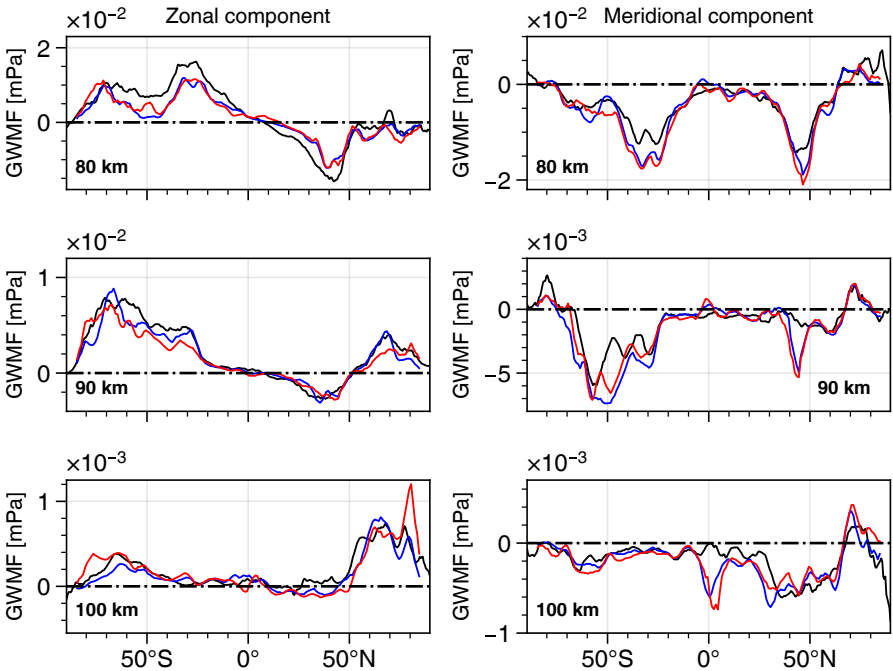 Zonal component
Meridional component
×10⁻²
×10⁻²
GWMF [mPa]
2
0
80 km
GWMF [mPa]
0
−2
80 km
×10⁻²
×10⁻³
GWMF [mPa]
1
0
90 km
GWMF [mPa]
0
−5
90 km
×10⁻³
×10⁻³
GWMF [mPa]
1
0
100 km
GWMF [mPa]
0
−1
100 km
50°S 0° 50°N
50°S 0° 50°N